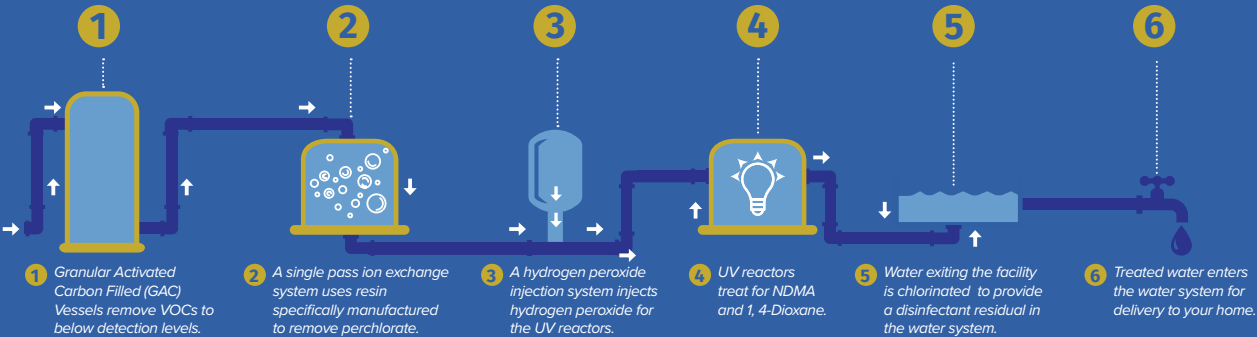 1
2
3
4
5
6
1 Granular Activated
Carbon Filled (GAC)
Vessels remove VOCs to
below detection levels.
2 A single pass ion exchange
system uses resin
specifically manufactured
to remove perchlorate.
3 A hydrogen peroxide
injection system injects
hydrogen peroxide for
the UV reactors.
4 UV reactors
treat for NDMA
and 1, 4-Dioxane.
5 Water exiting the facility
is chlorinated to provide
a disinfectant residual in
the water system.
6 Treated water enters
the water system for
delivery to your home.